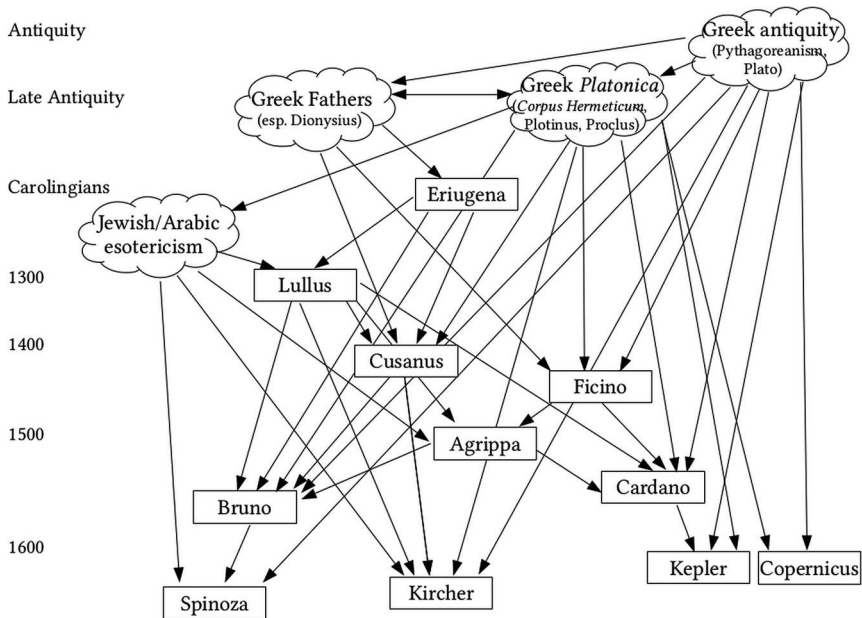 Antiquity
Greek antiquity
(Pythagoreanism,
Plato)
Late Antiquity
Greek Fathers
(esp. Dionysius)
Greek Platonica
(Corpus Hermeticum,
Plotinus, Proclus)
Carolingians
Eriugena
Jewish/Arabic
esotericism
1300
Lullus
1400
Cusanus
Ficino
1500
Agrippa
Cardano
Bruno
1600
Kepler
Copernicus
Kircher
Spinoza